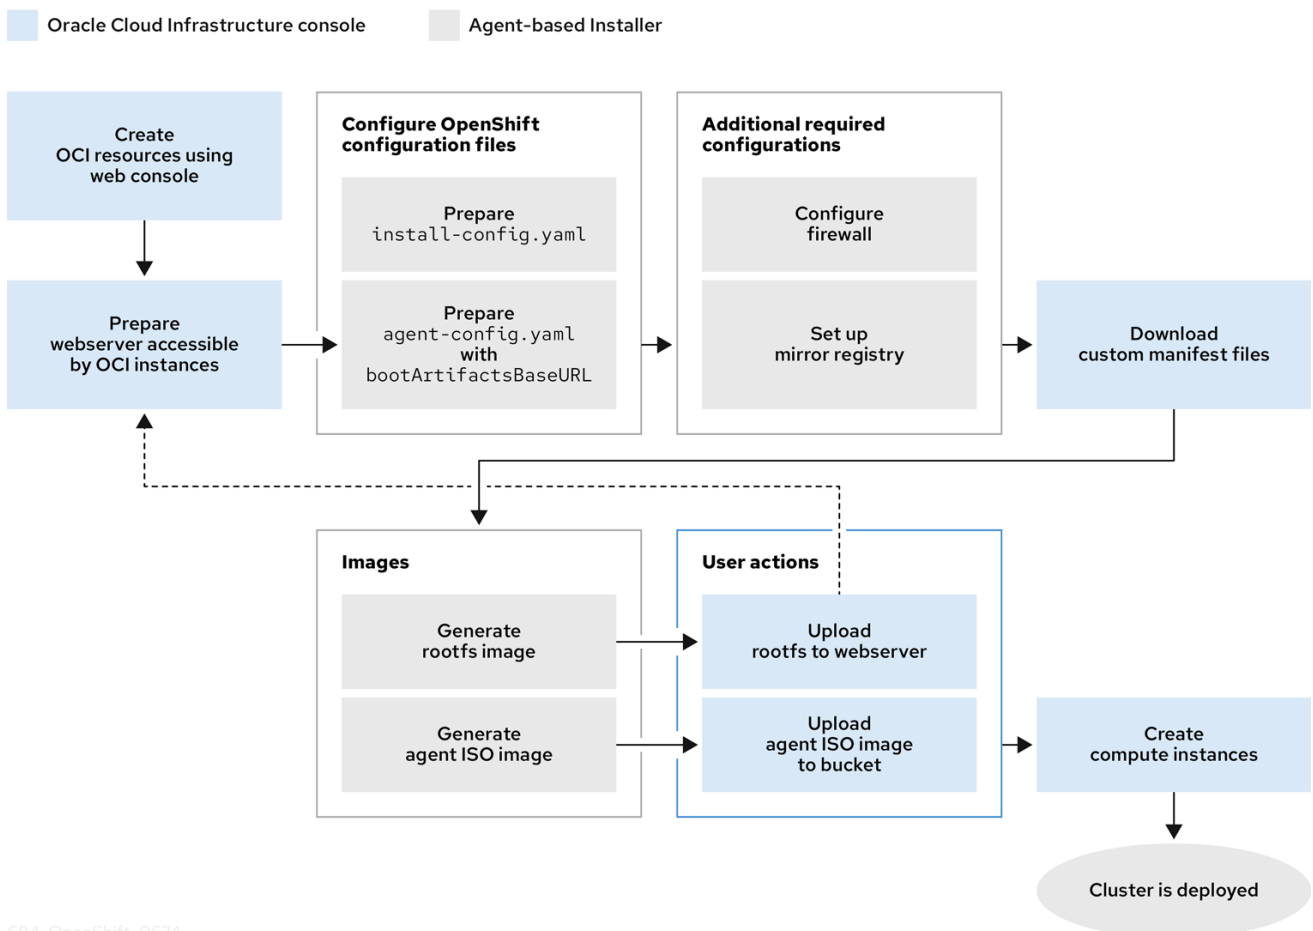 Oracle Cloud Infrastructure console
Agent-based Installer
Create
OCI resources using
web console
Prepare
webserver accessible
by OCI instances
Configure OpenShift
configuration files
Prepare
install-config.yaml
Prepare
agent-config.yaml
with
bootArtifactsBaseURL
Additional required
configurations
Configure
firewall
Set up
mirror registry
Download
custom manifest files
Images
Generate
rootfs image
Generate
agent ISO image
User actions
Upload
rootfs to webserver
Upload
agent ISO image
to bucket
Create
compute instances
Cluster is deployed